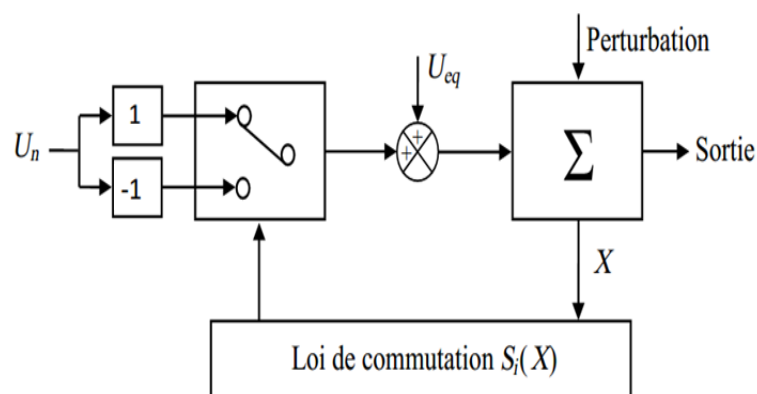 Perturbation
U_eq
1
U_n
-1
Σ
Sortie
X
Loi de commutation S_i(X)